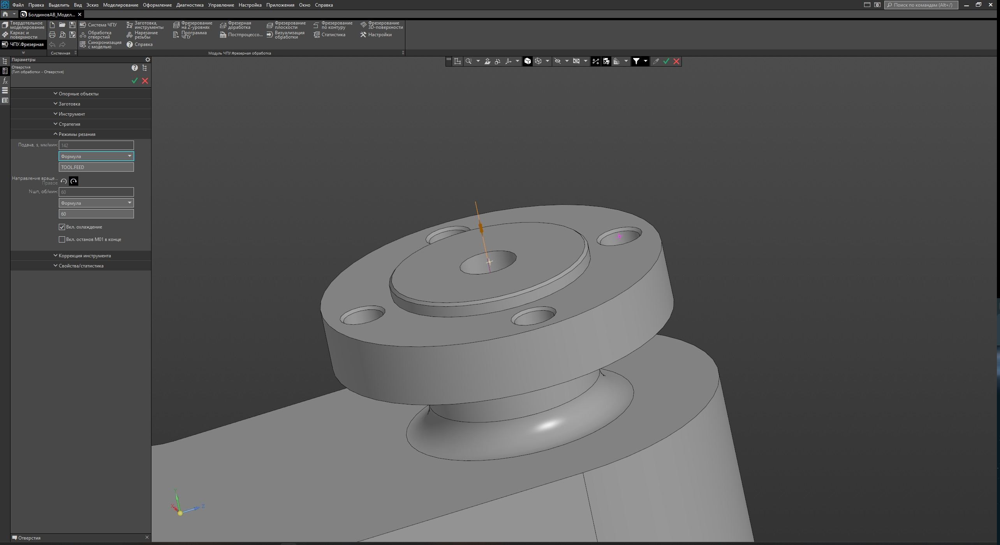 Файл Правка Выделить Вид Эскиз Моделирование Оформление Диагностика Управление Настройка Приложения Окно Справка
Поиск по командам (Alt+/)
БолдиновАВ_Модел...
Твердотельное
моделирование
Каркас и
поверхности
ЧПУ.Фрезерная
Системная
Система ЧПУ
Обработка
отверстий
Синхронизация
с моделью
Заготовка,
инструменты
Нарезание
резьбы
Справка
Фрезерование
на Z-уровнях
Программа
ЧПУ
Фрезерная
доработка
Постпроцессо...
Фрезерование
плоскости
Визуализация
обработки
Фрезерование
по контуру
Статистика
Фрезерование
3D-поверхности
Настройки
Модуль ЧПУ.Фрезерная обработка
Параметры
Отверстия
(Тип обработки - Отверстия)
Опорные объекты
Заготовка
Инструмент
Стратегия
Режимы резания
Подача, s, мм/мин: 142
Формула
TOOL.FEED
Направление враще...
Правое
Nшп, об/мин: 60
Формула
60
Вкл. охлаждение
Вкл. останов М01 в конце
Коррекция инструмента
Свойства/статистика
Y
X
Z
Отверстия